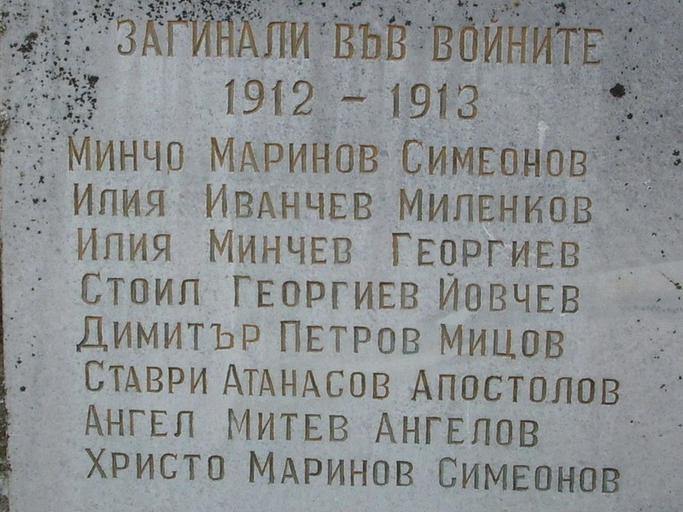 ЗАГИНАЛИ ВЪВ ВОЙНИТЕ
1912 – 1913
МИНЧО МАРИНОВ СИМЕОНОВ
ИЛИЯ ИВАНЧЕВ МИЛЕНКОВ
ИЛИЯ МИНЧЕВ ГЕОРГИЕВ
СТОИЛ ГЕОРГИЕВ ЙОВЧЕВ
ДИМИТЪР ПЕТРОВ МИЦОВ
СТАВРИ АТАНАСОВ АПОСТОЛОВ
АНГЕЛ МИТЕВ АНГЕЛОВ
ХРИСТО МАРИНОВ СИМЕОНОВ